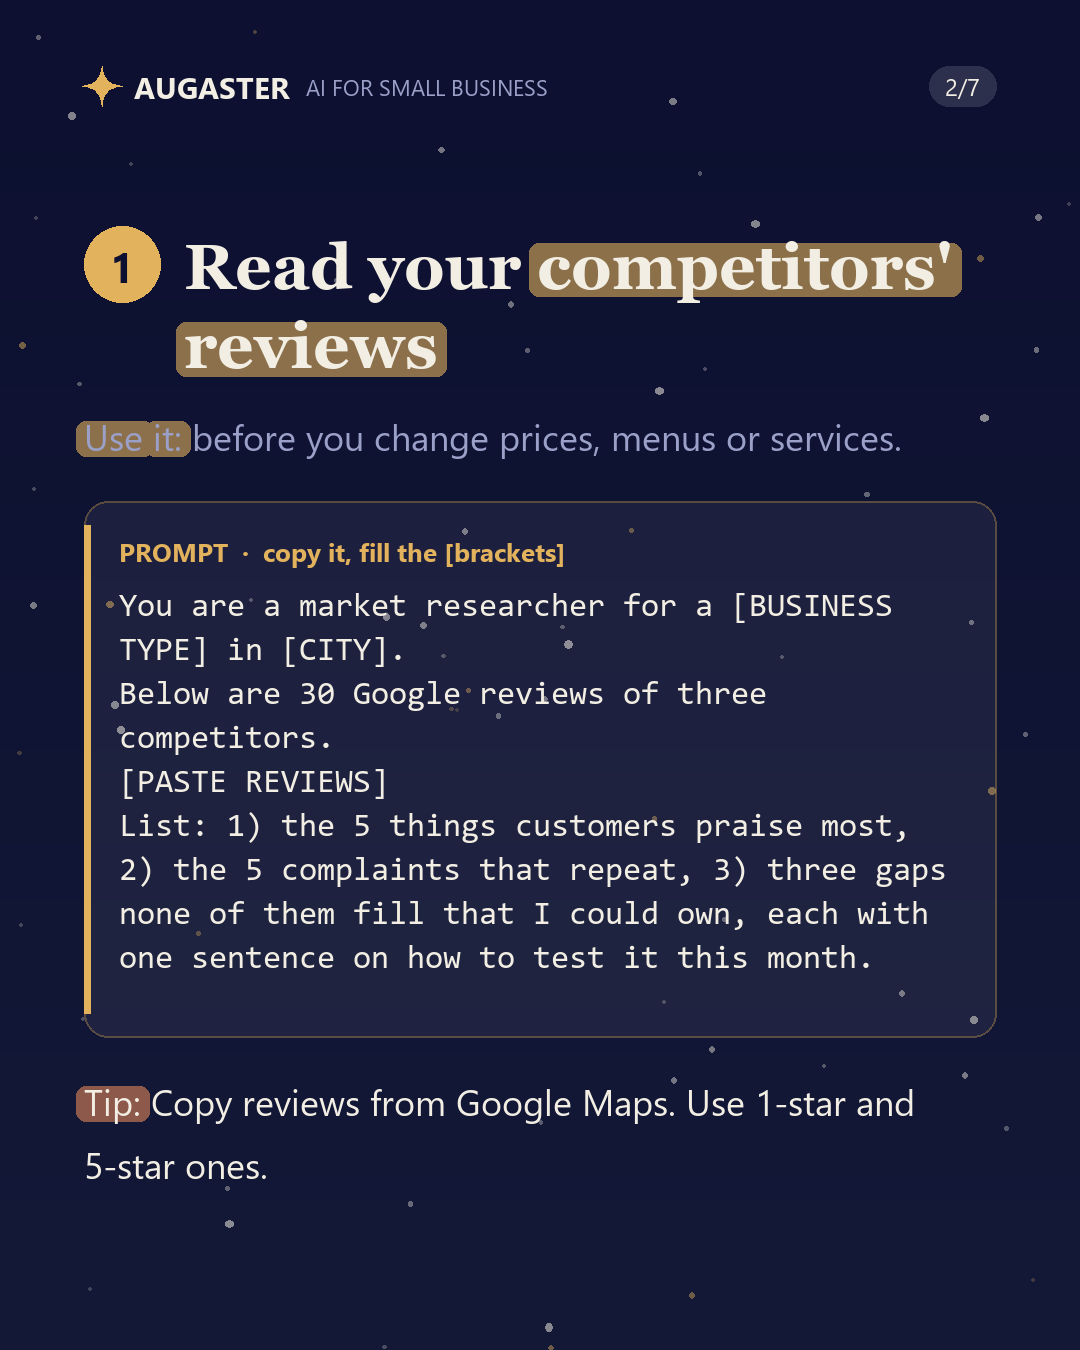 AUGASTER AI FOR SMALL BUSINESS 2/7
1 Read your competitors'
reviews
Use it: before you change prices, menus or services.
PROMPT · copy it, fill the [brackets]
You are a market researcher for a [BUSINESS
TYPE] in [CITY].
Below are 30 Google reviews of three
competitors.
[PASTE REVIEWS]
List: 1) the 5 things customers praise most,
2) the 5 complaints that repeat, 3) three gaps
none of them fill that I could own, each with
one sentence on how to test it this month.
Tip: Copy reviews from Google Maps. Use 1-star and
5-star ones.